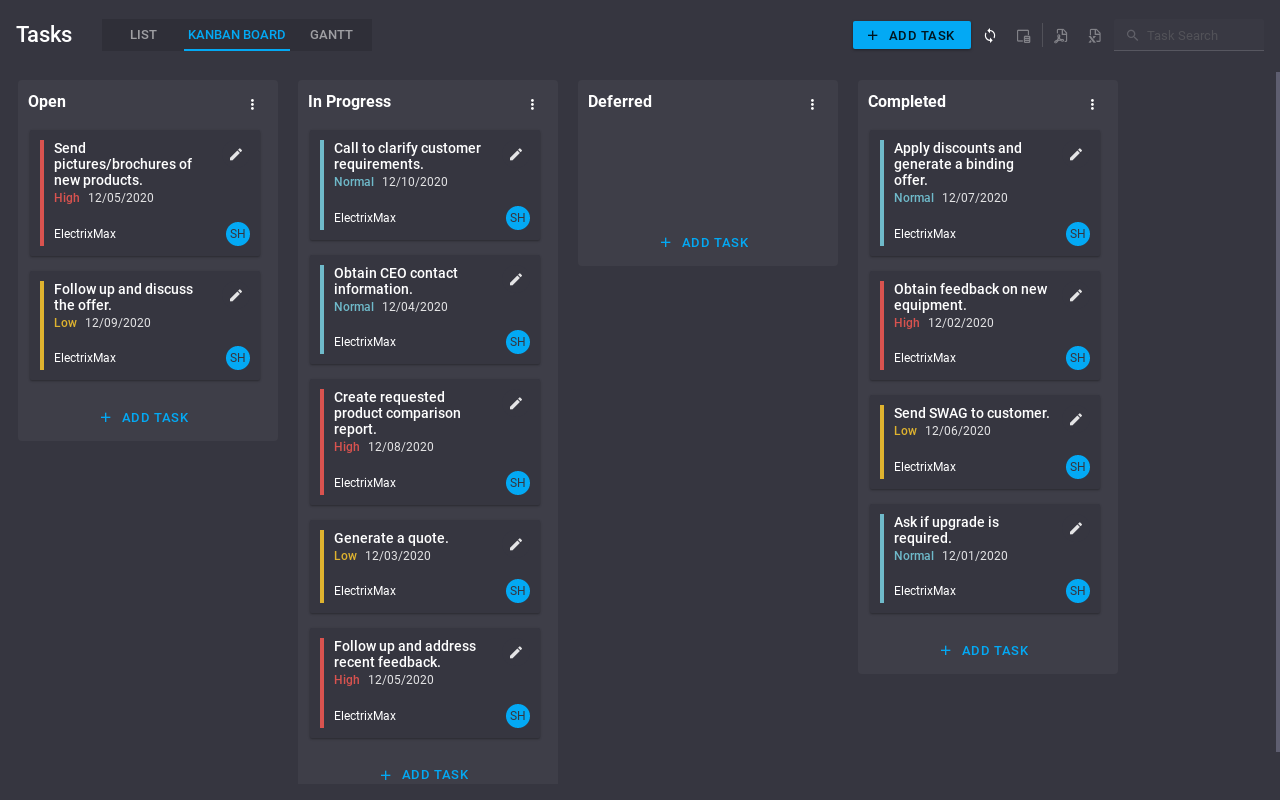 Tasks
LIST
KANBAN BOARD
GANTT
ADD TASK
Task Search
Open
Send
pictures/brochures of
new products.
High 12/05/2020
ElectrixMax
SH
Follow up and discuss
the offer.
Low 12/09/2020
ElectrixMax
SH
ADD TASK
In Progress
Call to clarify customer
requirements.
Normal 12/10/2020
ElectrixMax
SH
Obtain CEO contact
information.
Normal 12/04/2020
ElectrixMax
SH
Create requested
product comparison
report.
High 12/08/2020
ElectrixMax
SH
Generate a quote.
Low 12/03/2020
ElectrixMax
SH
Follow up and address
recent feedback.
High 12/05/2020
ElectrixMax
SH
ADD TASK
Deferred
ADD TASK
Completed
Apply discounts and
generate a binding
offer.
Normal 12/07/2020
ElectrixMax
SH
Obtain feedback on new
equipment.
High 12/02/2020
ElectrixMax
SH
Send SWAG to customer.
Low 12/06/2020
ElectrixMax
SH
Ask if upgrade is
required.
Normal 12/01/2020
ElectrixMax
SH
ADD TASK